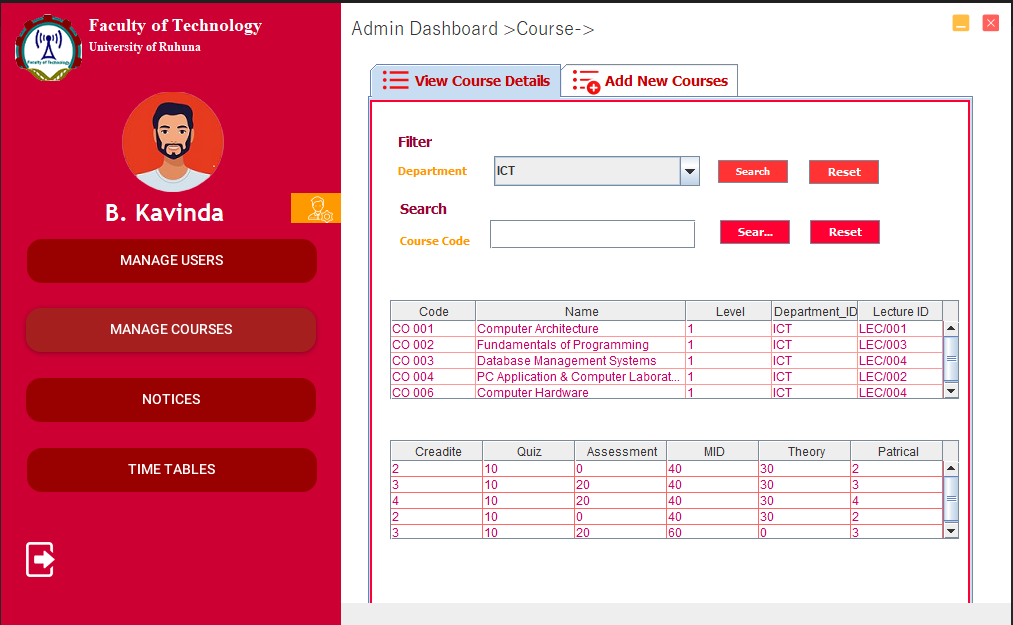 Faculty of Technology
University of Ruhuna
Faculty of Technology
B. Kavinda
MANAGE USERS
MANAGE COURSES
NOTICES
TIME TABLES
Admin Dashboard >Course->
View Course Details
Add New Courses
Filter
Department
ICT
Search
Reset
Search
Course Code
Sear...
Reset
Code Name Level Department_ID Lecture ID
CO 001 Computer Architecture 1 ICT LEC/001
CO 002 Fundamentals of Programming 1 ICT LEC/003
CO 003 Database Management Systems 1 ICT LEC/004
CO 004 PC Application & Computer Laborat... 1 ICT LEC/002
CO 006 Computer Hardware 1 ICT LEC/004
Creadite Quiz Assessment MID Theory Patrical
2 10 0 40 30 2
3 10 20 40 30 3
4 10 20 40 30 4
2 10 0 40 30 2
3 10 20 60 0 3